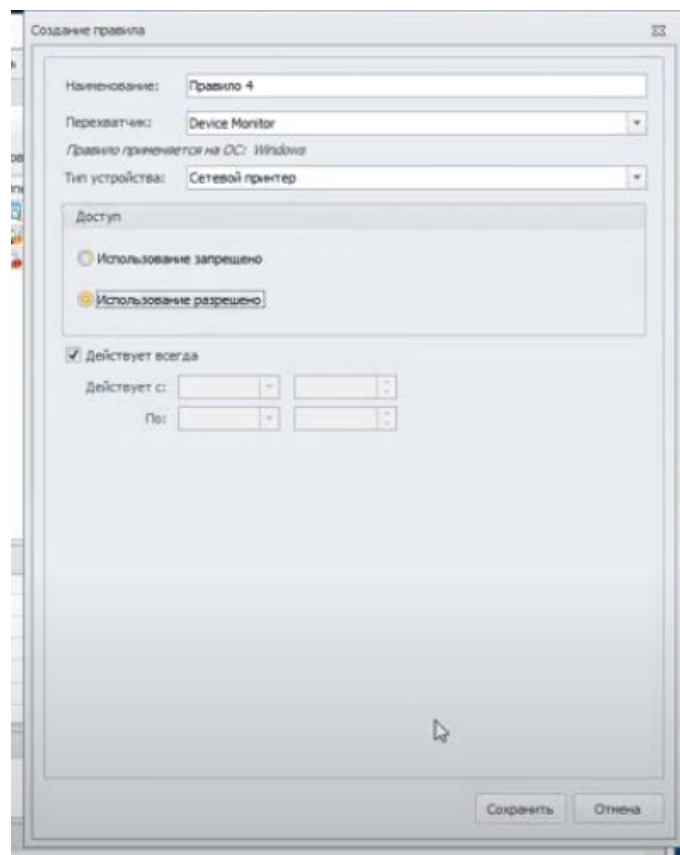 Создание правила
Наименование: Правило 4
Перехватчик: Device Monitor
Правило применяется на ОС: Windows
Тип устройства: Сетевой принтер
Доступ
Использование запрещено
Использование разрешено
Действует всегда
Действует с:
По:
Сохранить Отмена